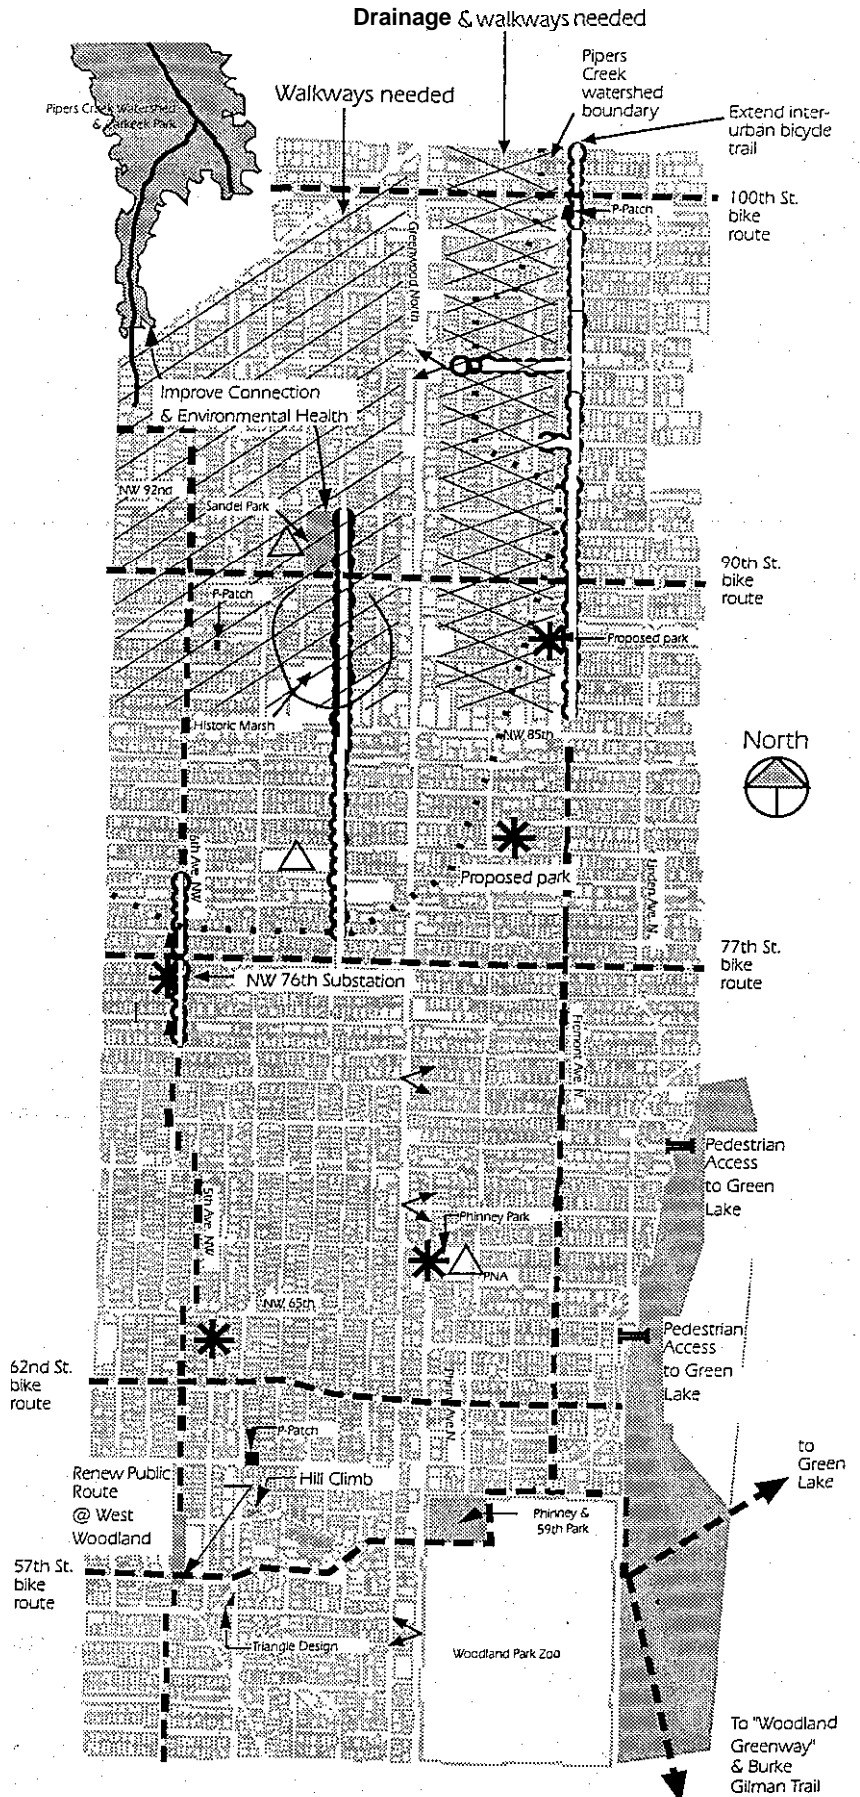 Drainage & walkways needed
Pipers
Creek
watershed
boundary
Walkways needed
Extend inter-
urban bicycle
trail
Pipers Creek Watershed
& Carkeek Park
100th St.
bike
route
P-Patch
Greenwood North
Improve Connection
& Environmental Health
NW 92nd
Sandel Park
90th St.
bike
route
P-Patch
Proposed park
Historic Marsh
NW 85th
North
6th Ave. NW
Proposed park
Linden Ave. N.
77th St.
bike
route
NW 76th Substation
Fremont Ave. N.
Pedestrian
Access
to Green
Lake
5th Ave. NW
Phinney Park
PNA
NW 65th
Pedestrian
Access
to Green
Lake
62nd St.
bike
route
P-Patch
Renew Public
Route
@ West
Woodland
Hill Climb
to
Green
Lake
Phinney &
59th Park
57th St.
bike
route
Triangle Design
Woodland Park Zoo
To "Woodland
Greenway"
& Burke
Gilman Trail